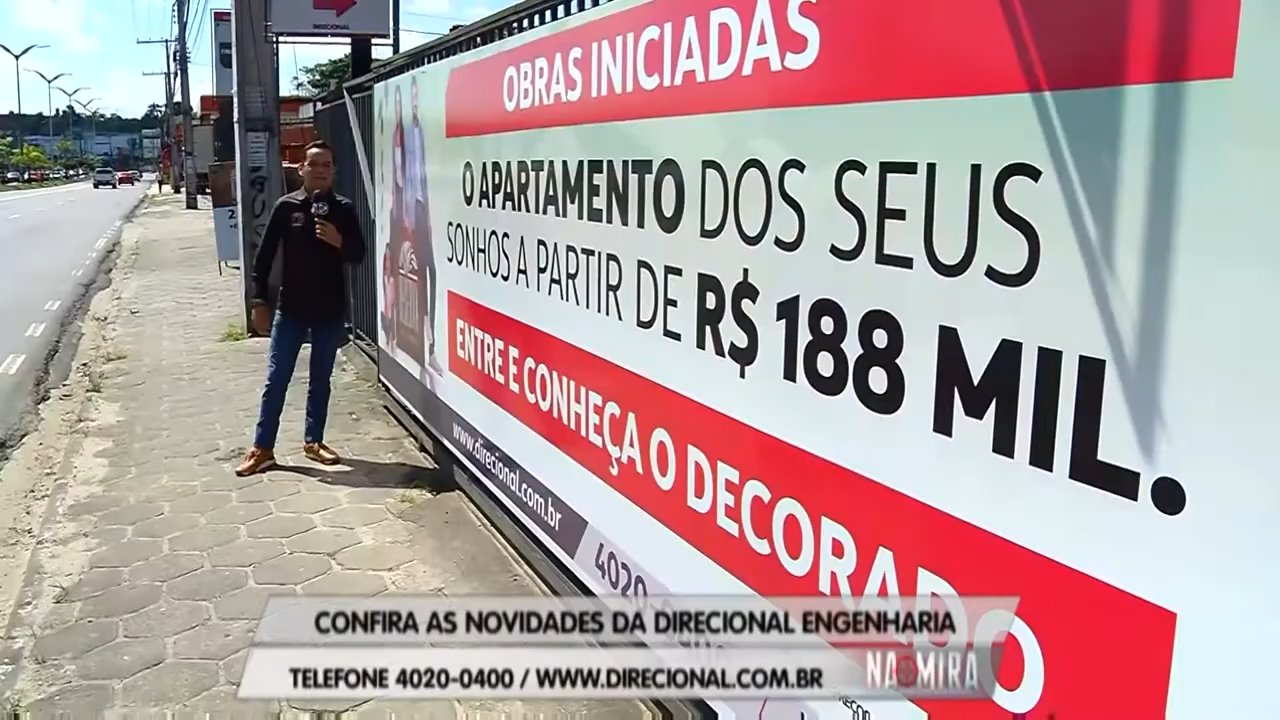 DIRECIONAL
OBRAS INICIADAS
O APARTAMENTO DOS SEUS
SONHOS A PARTIR DE R$ 188 MIL.
ENTRE E CONHEÇA O DECORADO
www.direcional.com.br
4020-
CONFIRA AS NOVIDADES DA DIRECIONAL ENGENHARIA
TELEFONE 4020-0400 / WWW.DIRECIONAL.COM.BR
NA MIRA